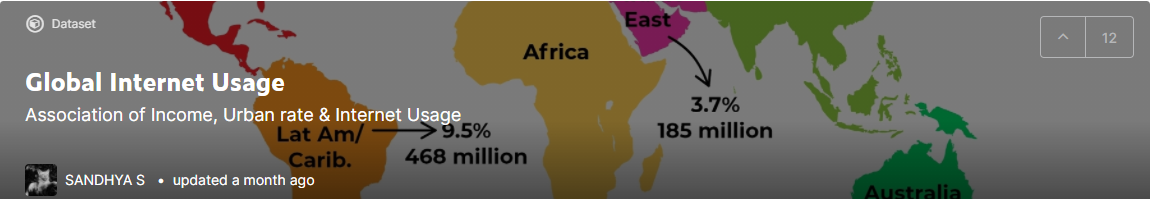 Dataset
12
Global Internet Usage
Association of Income, Urban rate & Internet Usage
SANDHYA S • updated a month ago
East
Africa
3.7%
185 million
Lat Am/
Carib.
9.5%
468 million
Australia